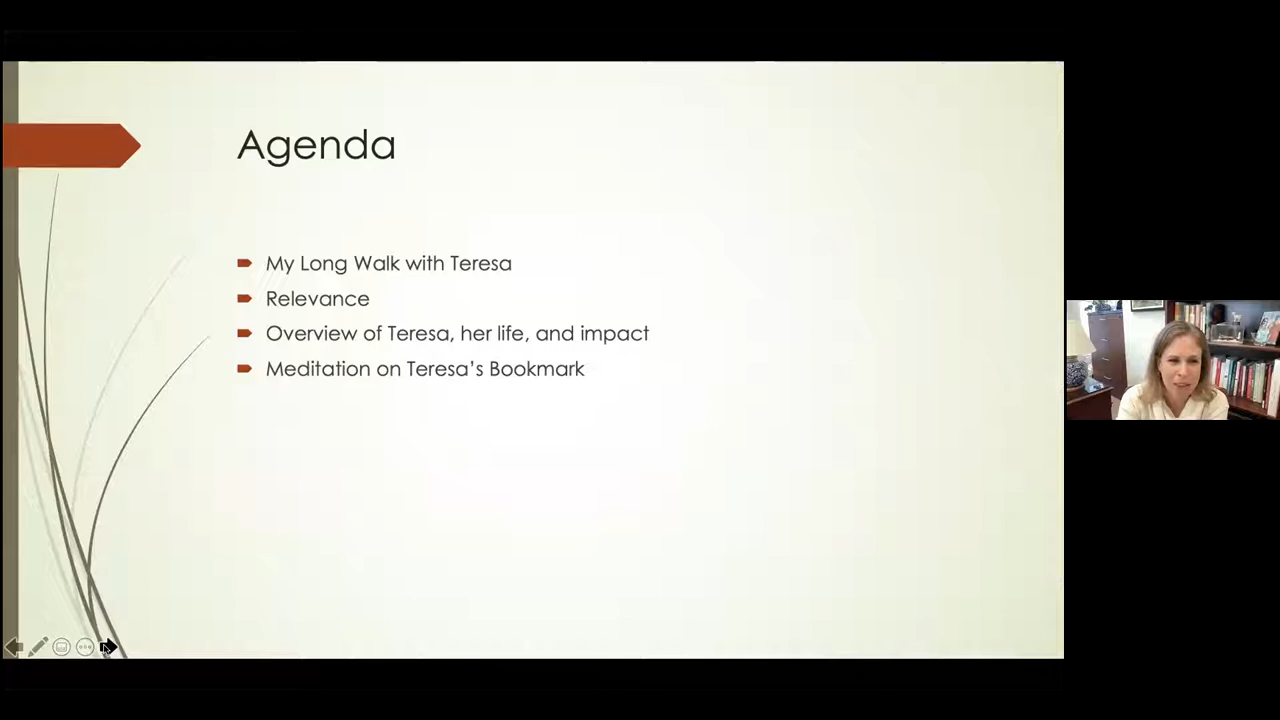 Agenda
My Long Walk with Teresa
Relevance
Overview of Teresa, her life, and impact
Meditation on Teresa’s Bookmark